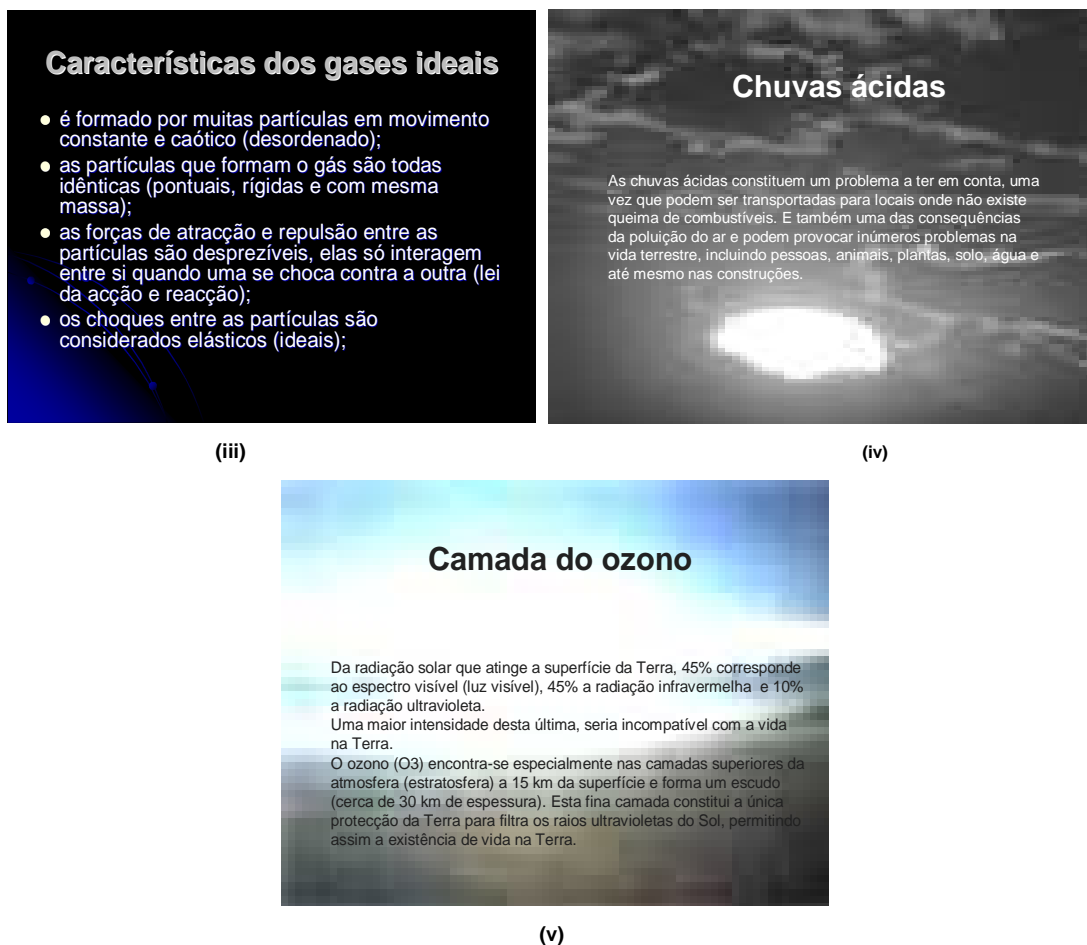 Características dos gases ideais
é formado por muitas partículas em movimento
constante e caótico (desordenado);
as partículas que formam o gás são todas
idênticas (pontuais, rígidas e com mesma
massa);
as forças de atracção e repulsão entre as
partículas são desprezíveis, elas só interagem
entre si quando uma se choca contra a outra (lei
da acção e reacção);
os choques entre as partículas são
considerados elásticos (ideais);
(iii)
Chuvas ácidas
As chuvas ácidas constituem um problema a ter em conta, uma
vez que podem ser transportadas para locais onde não existe
queima de combustíveis. E também uma das consequências
da poluição do ar e podem provocar inúmeros problemas na
vida terrestre, incluindo pessoas, animais, plantas, solo, água e
até mesmo nas construções.
(iv)
Camada do ozono
Da radiação solar que atinge a superfície da Terra, 45% corresponde
ao espectro visível (luz visível), 45% a radiação infravermelha e 10%
a radiação ultravioleta.
Uma maior intensidade desta última, seria incompatível com a vida
na Terra.
O ozono (O3) encontra-se especialmente nas camadas superiores da
atmosfera (estratosfera) a 15 km da superfície e forma um escudo
(cerca de 30 km de espessura). Esta fina camada constitui a única
protecção da Terra para filtra os raios ultravioletas do Sol, permitindo
assim a existência de vida na Terra.
(v)